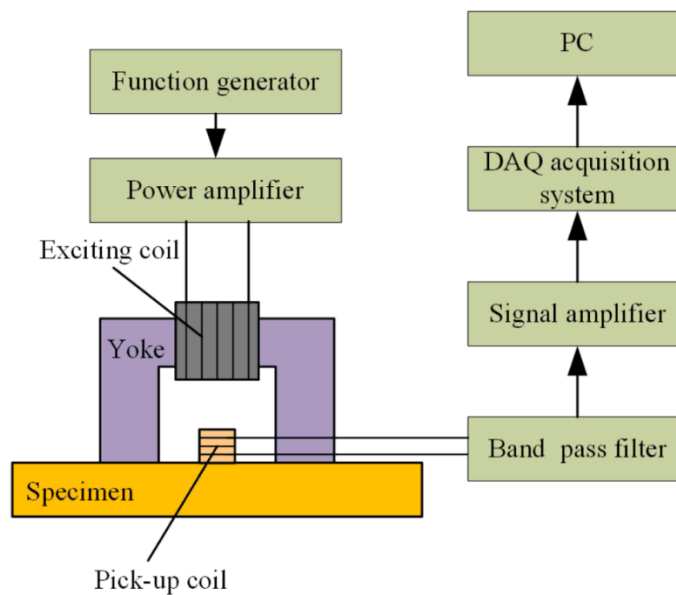 PC
Function generator
DAQ acquisition
system
Power amplifier
Exciting coil
Signal amplifier
Yoke
Band pass filter
Specimen
Pick-up coil